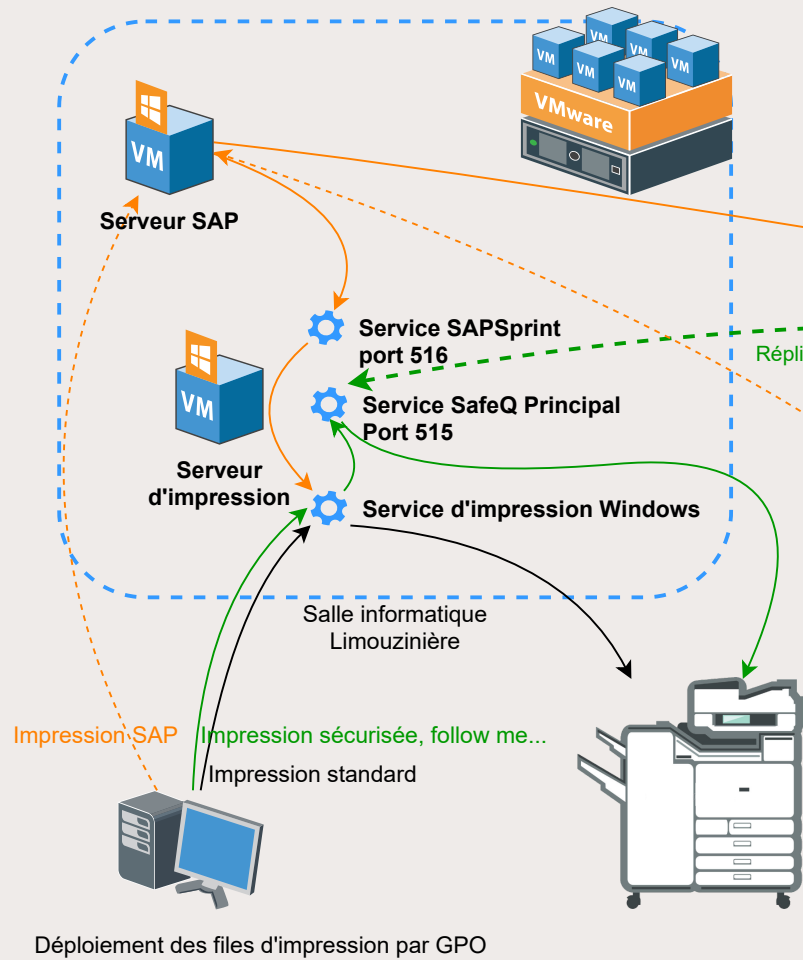 VM
VM
VM
VM
VM
VM
VMware
VM
Serveur SAP
Service SAPSprint
port 516
Répli
VM
Service SafeQ Principal
Port 515
Serveur
d'impression
Service d'impression Windows
Salle informatique
Limouzinière
Impression SAP
Impression sécurisée, follow me...
Impression standard
Déploiement des files d'impression par GPO